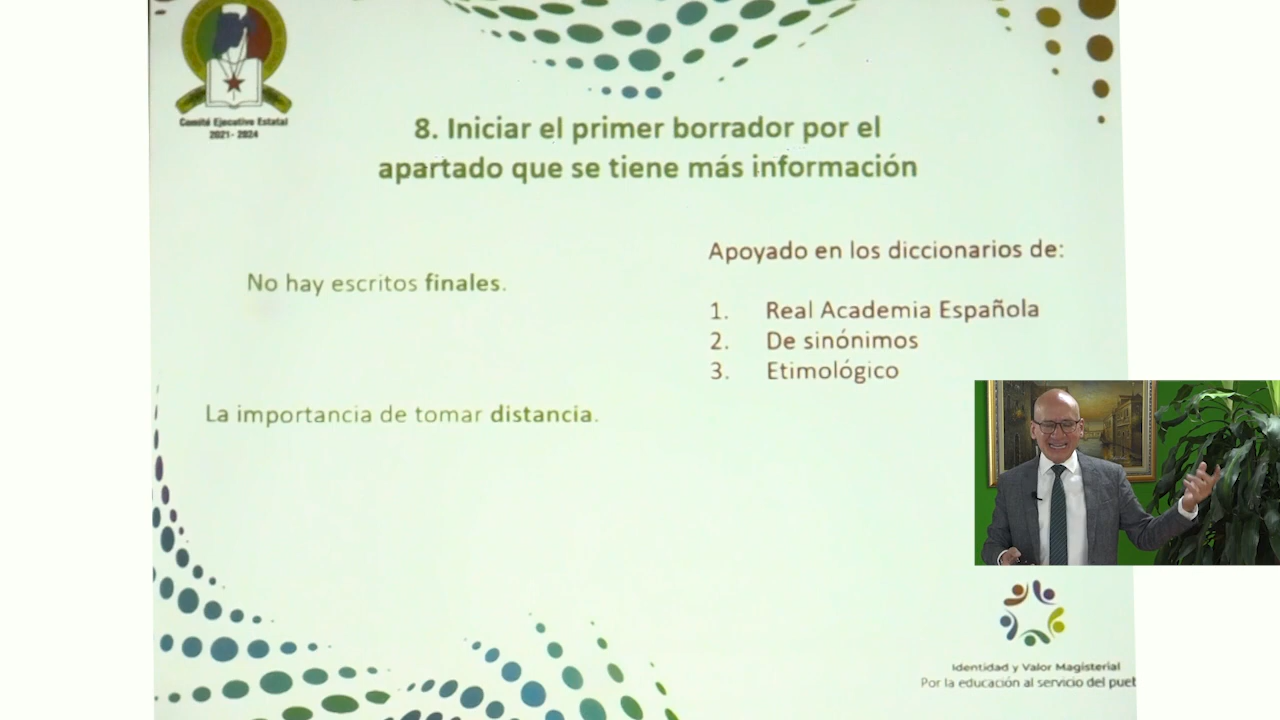 Comité Ejecutivo Estatal
2021- 2024
8. Iniciar el primer borrador por el
apartado que se tiene más información
No hay escritos finales.
La importancia de tomar distancia.
Apoyado en los diccionarios de:
1. Real Academia Española
2. De sinónimos
3. Etimológico
Identidad y Valor Magisterial
Por la educación al servicio del